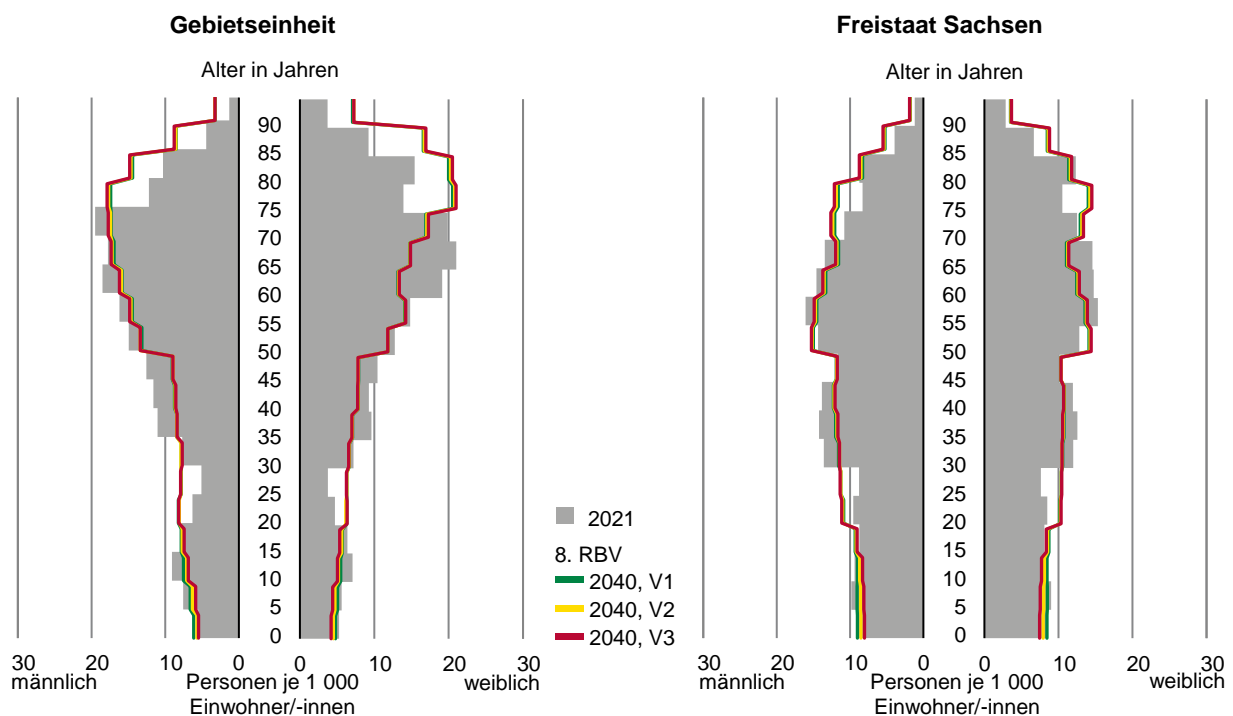 Gebietseinheit
Alter in Jahren
90
85
80
75
70
65
60
55
50
45
40
35
30
25
20
15
10
5
0
30 20 10 0 0 10 20 30
männlich Personen je 1 000 weiblich
Einwohner/-innen
2021
8. RBV
2040, V1
2040, V2
2040, V3
Freistaat Sachsen
Alter in Jahren
90
85
80
75
70
65
60
55
50
45
40
35
30
25
20
15
10
5
0
30 20 10 0 0 10 20 30
männlich Personen je 1 000 weiblich
Einwohner/-innen